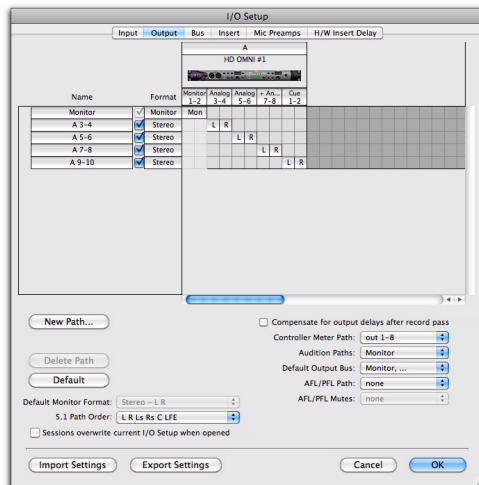 I/O Setup
Input Output Bus Insert Mic Preamps H/W Insert Delay
A
HD OMNI #1
Name Format Monitor 1-2 Analog 3-4 Analog 5-6 + An... 7-8 Cue 1-2
Monitor Monitor Mon
A 3-4 Stereo L R
A 5-6 Stereo L R
A 7-8 Stereo L R
A 9-10 Stereo L R
New Path...
Compensate for output delays after record pass
Controller Meter Path: out 1-8
Delete Path
Audition Paths: Monitor
Default
Default Output Bus: Monitor, ...
AFL/PFL Path: none
Default Monitor Format: Stereo - L R
AFL/PFL Mutes: none
5.1 Path Order: L R Ls Rs C LFE
Sessions overwrite current I/O Setup when opened
Import Settings Export Settings Cancel OK